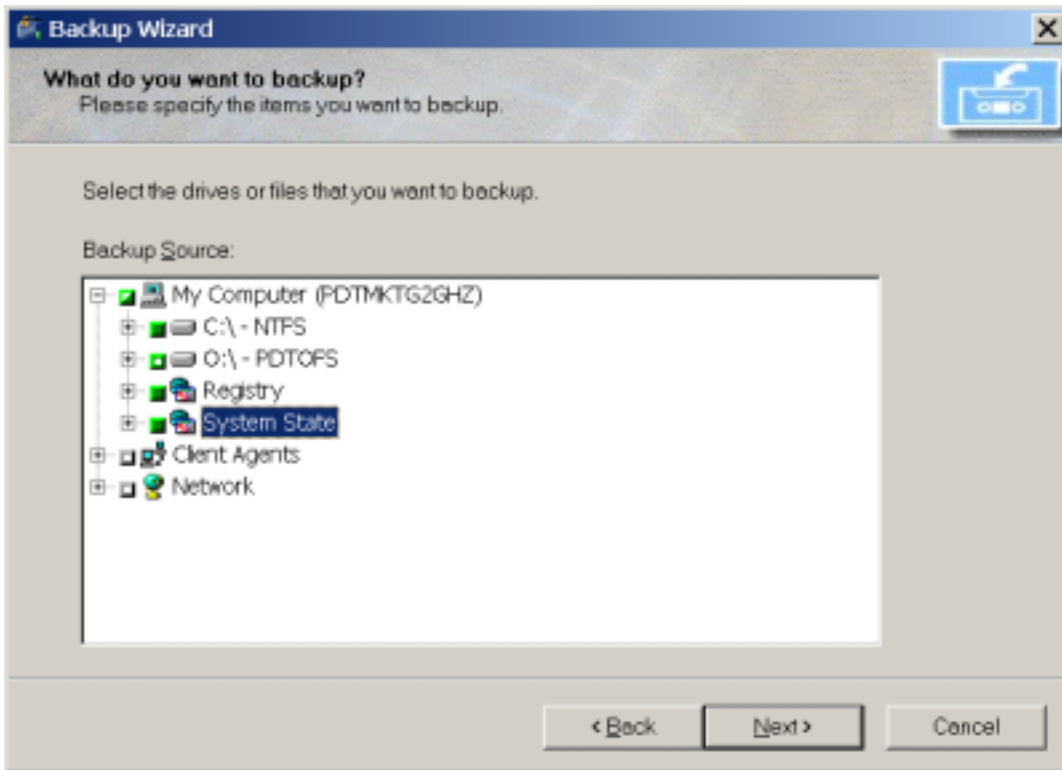 Backup Wizard
What do you want to backup?
Please specify the items you want to backup.
Select the drives or files that you want to backup.
Backup Source:
My Computer (PDTMKTG2GHZ)
C:\ - NTFS
O:\ - PDTOFS
Registry
System State
Client Agents
Network
< Back Next > Cancel